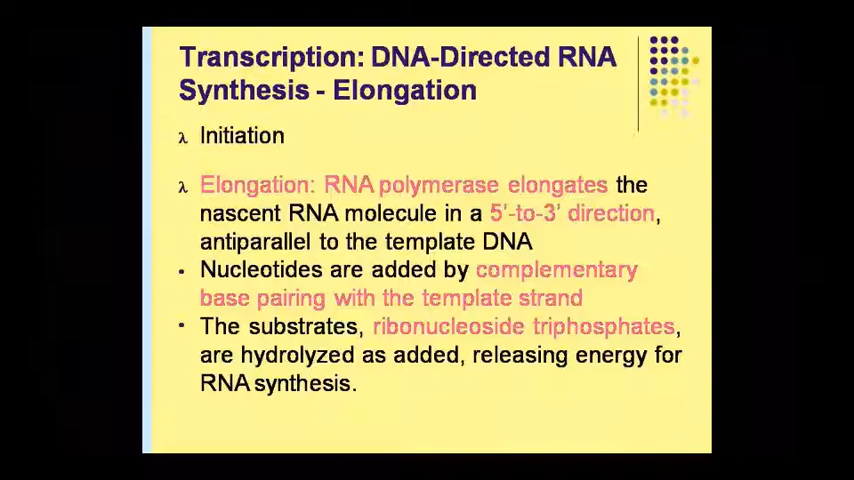 Transcription: DNA-Directed RNA
Synthesis - Elongation
λ Initiation
λ Elongation: RNA polymerase elongates the
nascent RNA molecule in a 5'-to-3' direction,
antiparallel to the template DNA
• Nucleotides are added by complementary
base pairing with the template strand
• The substrates, ribonucleoside triphosphates,
are hydrolyzed as added, releasing energy for
RNA synthesis.